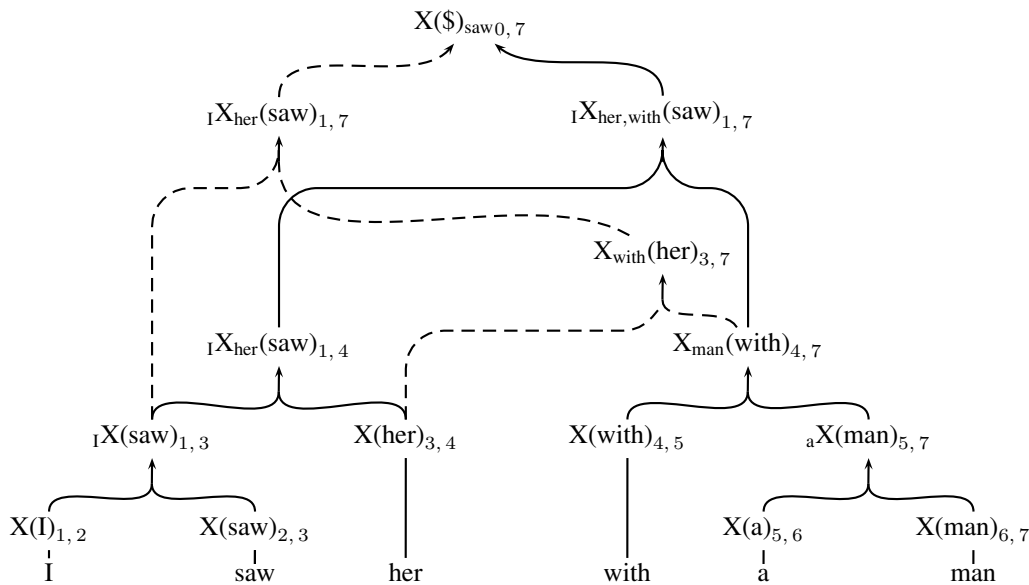 X($)saw0, 7
IXher(saw)1, 7 IXher,with(saw)1, 7
Xwith(her)3, 7
IXher(saw)1, 4 Xman(with)4, 7
IX(saw)1, 3 X(her)3, 4 X(with)4, 5 aX(man)5, 7
X(I)1, 2 X(saw)2, 3 X(a)5, 6 X(man)6, 7
I saw her with a man